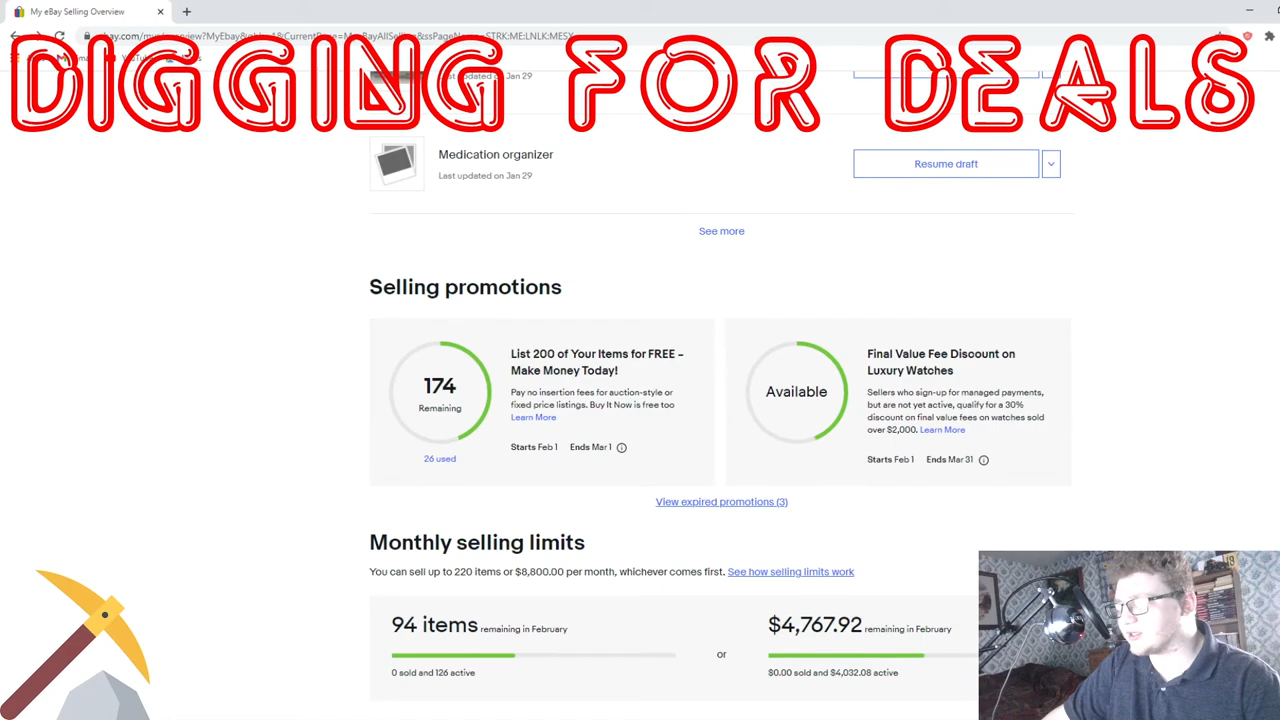 My eBay Selling Overview
DIGGING FOR DEALS
Last updated on Jan 29
Medication organizer
Last updated on Jan 29
Resume draft
See more
Selling promotions
174
Remaining
26 used
List 200 of Your Items for FREE –
Make Money Today!
Pay no insertion fees for auction-style or
fixed price listings. Buy It Now is free too
Learn More
Starts Feb 1 Ends Mar 1
Available
Final Value Fee Discount on
Luxury Watches
Sellers who sign-up for managed payments,
but are not yet active, qualify for a 30%
discount on final value fees on watches sold
over $2,000. Learn More
Starts Feb 1 Ends Mar 31
View expired promotions (3)
Monthly selling limits
You can sell up to 220 items or $8,800.00 per month, whichever comes first. See how selling limits work
94 items remaining in February
0 sold and 126 active
or
$4,767.92 remaining in February
$0.00 sold and $4,032.08 active